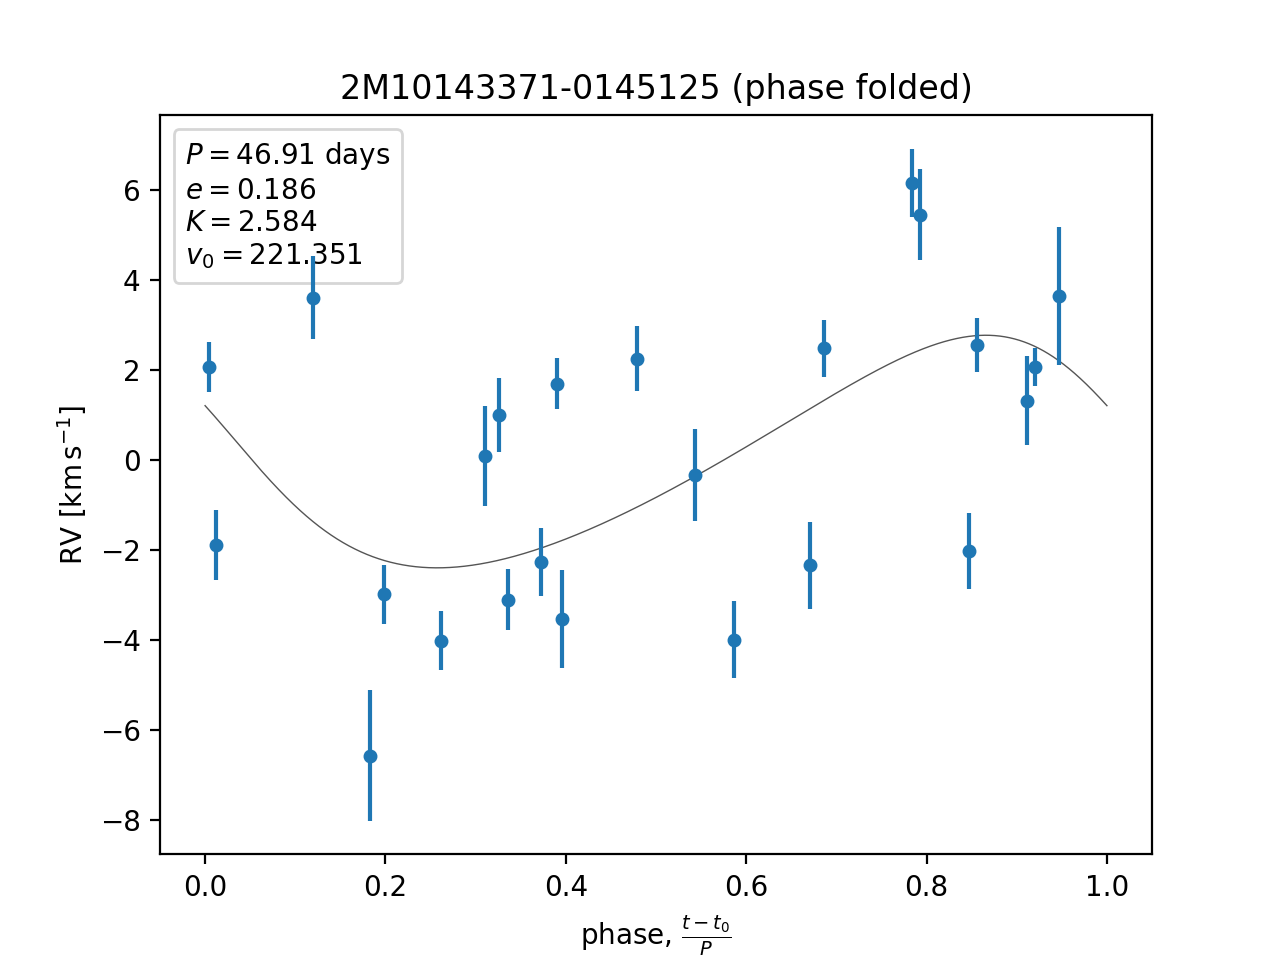 2M10143371-0145125 (phase folded)
P = 46.91 days
e = 0.186
K = 2.584
v₀ = 221.351
RV [km s⁻¹]
6
4
2
0
−2
−4
−6
−8
0.0 0.2 0.4 0.6 0.8 1.0
phase, (t − t₀)/P